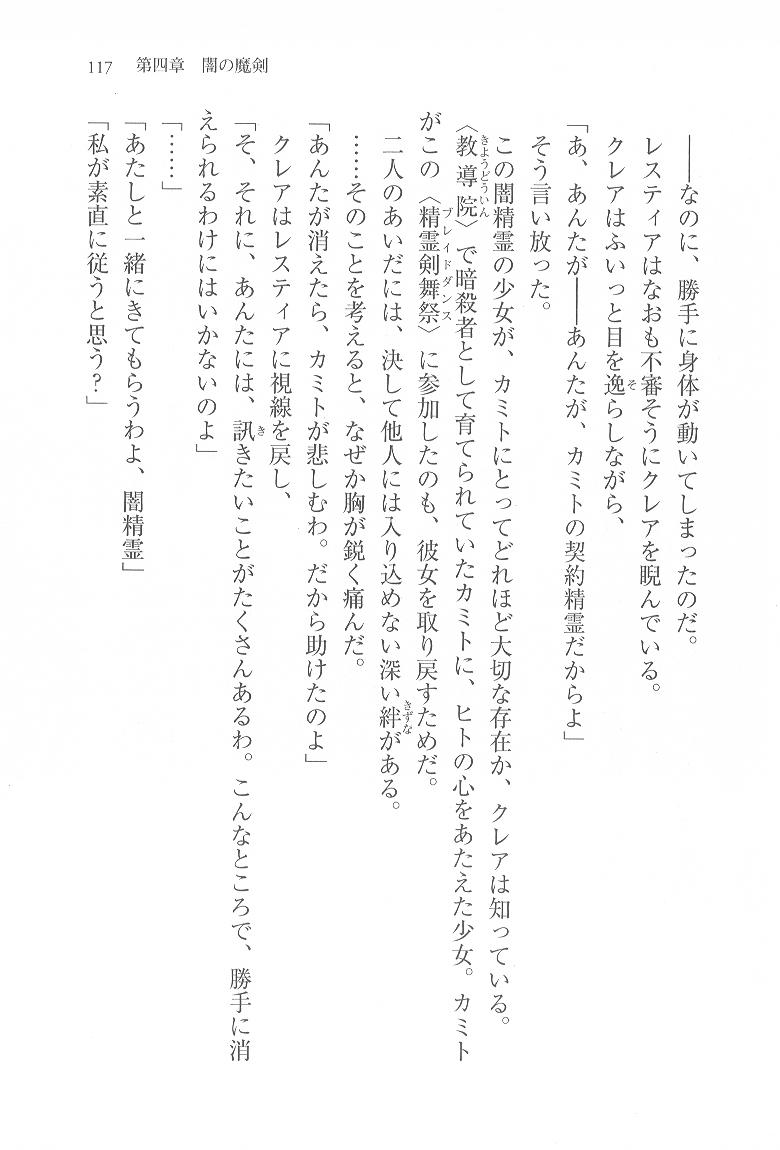 117　第四章　闇の魔剣
――なのに、勝手に身体が動いてしまったのだ。
レスティアはなおも不審そうにクレアを睨んでいる。
クレアはふいっと目を逸らしながら、
「あ、あんたが――あんたが、カミトの契約精霊だからよ」
そう言い放った。
この闇精霊の少女が、カミトにとってどれほど大切な存在か、クレアは知っている。
〈教導院〉で暗殺者として育てられていたカミトに、ヒトの心をあたえた少女。カミト
がこの〈精霊剣舞祭〉に参加したのも、彼女を取り戻すためだ。
二人のあいだには、決して他人には入り込めない深い絆がある。
……そのことを考えると、なぜか胸が鋭く痛んだ。
「あんたが消えたら、カミトが悲しむわ。だから助けたのよ」
クレアはレスティアに視線を戻し、
「そ、それに、あんたには、訊きたいことがたくさんあるわ。こんなところで、勝手に消
えられるわけにはいかないのよ」
「……」
「あたしと一緒にきてもらうわよ、闇精霊」
「私が素直に従うと思う？」